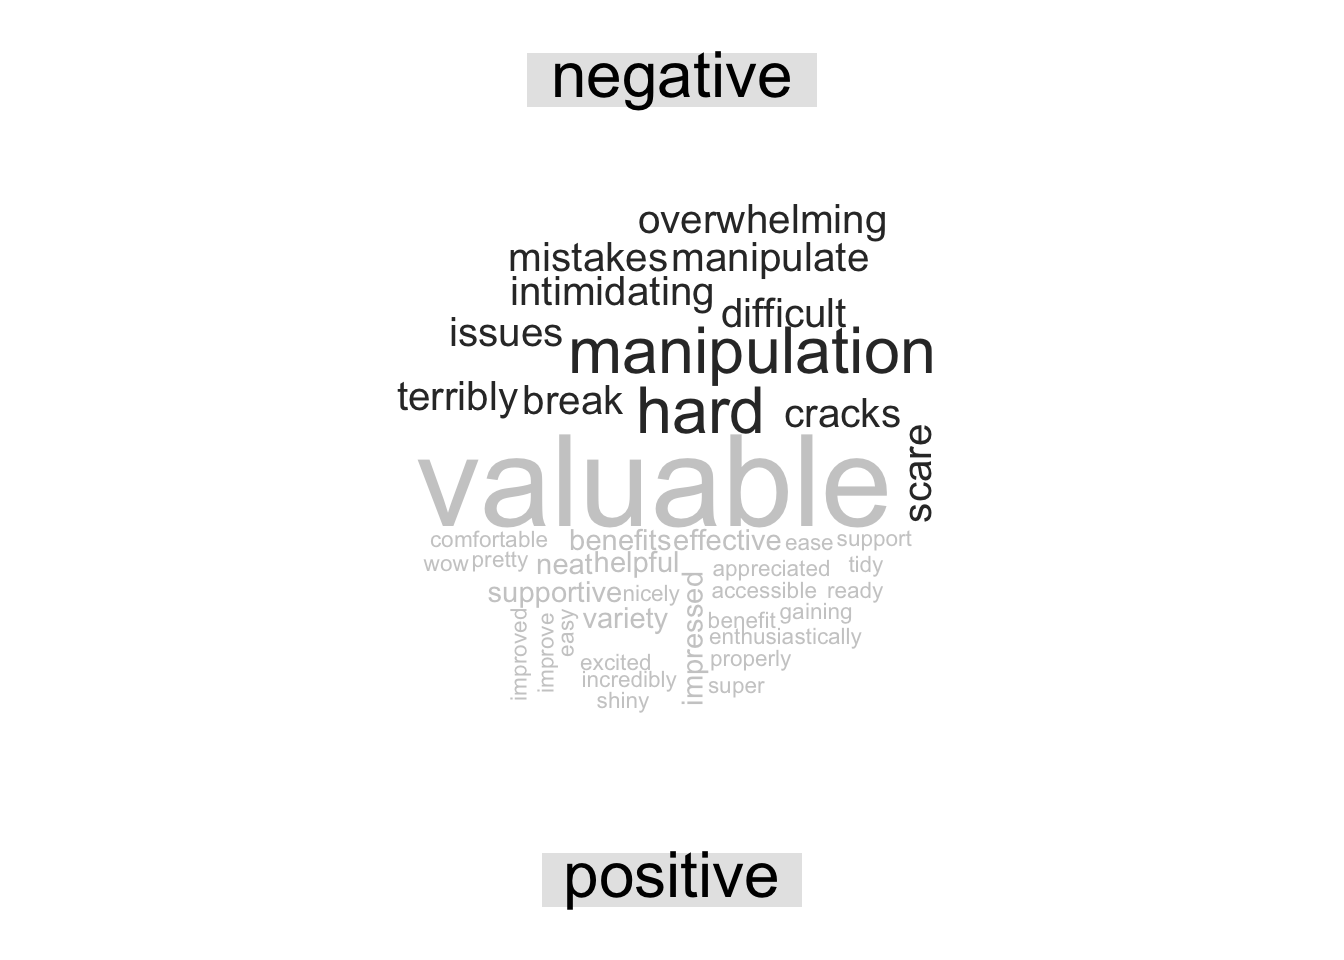 negative
overwhelming
mistakes manipulate
intimidating
difficult
issues
manipulation
terribly break hard cracks
scare
valuable
comfortable benefits effective ease support
wow pretty neat helpful appreciated tidy
supportive nicely accessible ready
impressed
improved improve easy variety benefit gaining
enthusiastically
excited properly
incredibly super
shiny
positive